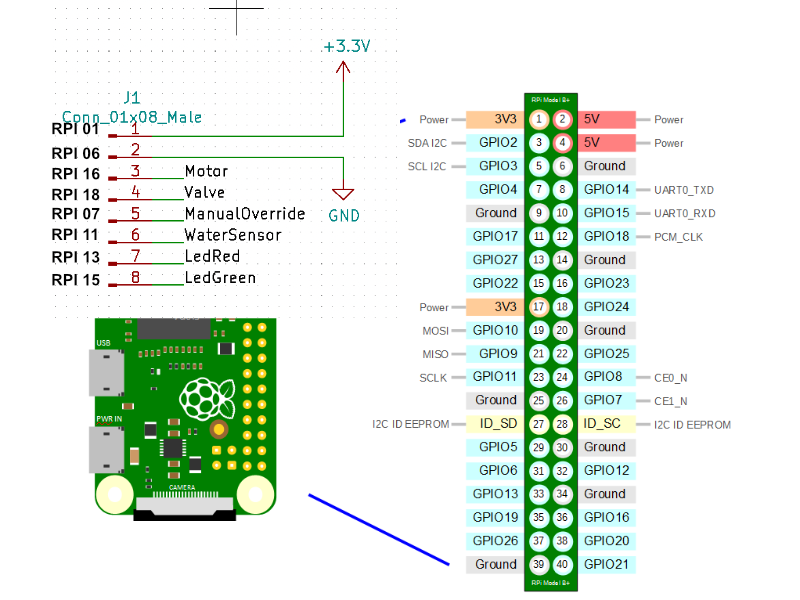 +3.3V
J1
Conn_01x08_Male
RPI 01 1
RPI 06 2
RPI 16 3 Motor
RPI 18 4 Valve
RPI 07 5 ManualOverride
RPI 11 6 WaterSensor
RPI 13 7 LedRed
RPI 15 8 LedGreen
GND
USB
PWR IN
CAMERA
RPi Model B+
Power 3V3 1 2 5V Power
SDA I2C GPIO2 3 4 5V Power
SCL I2C GPIO3 5 6 Ground
GPIO4 7 8 GPIO14 UART0_TXD
Ground 9 10 GPIO15 UART0_RXD
GPIO17 11 12 GPIO18 PCM_CLK
GPIO27 13 14 Ground
GPIO22 15 16 GPIO23
Power 3V3 17 18 GPIO24
MOSI GPIO10 19 20 Ground
MISO GPIO9 21 22 GPIO25
SCLK GPIO11 23 24 GPIO8 CE0_N
Ground 25 26 GPIO7 CE1_N
I2C ID EEPROM ID_SD 27 28 ID_SC I2C ID EEPROM
GPIO5 29 30 Ground
GPIO6 31 32 GPIO12
GPIO13 33 34 Ground
GPIO19 35 36 GPIO16
GPIO26 37 38 GPIO20
Ground 39 40 GPIO21
RPi Model B+